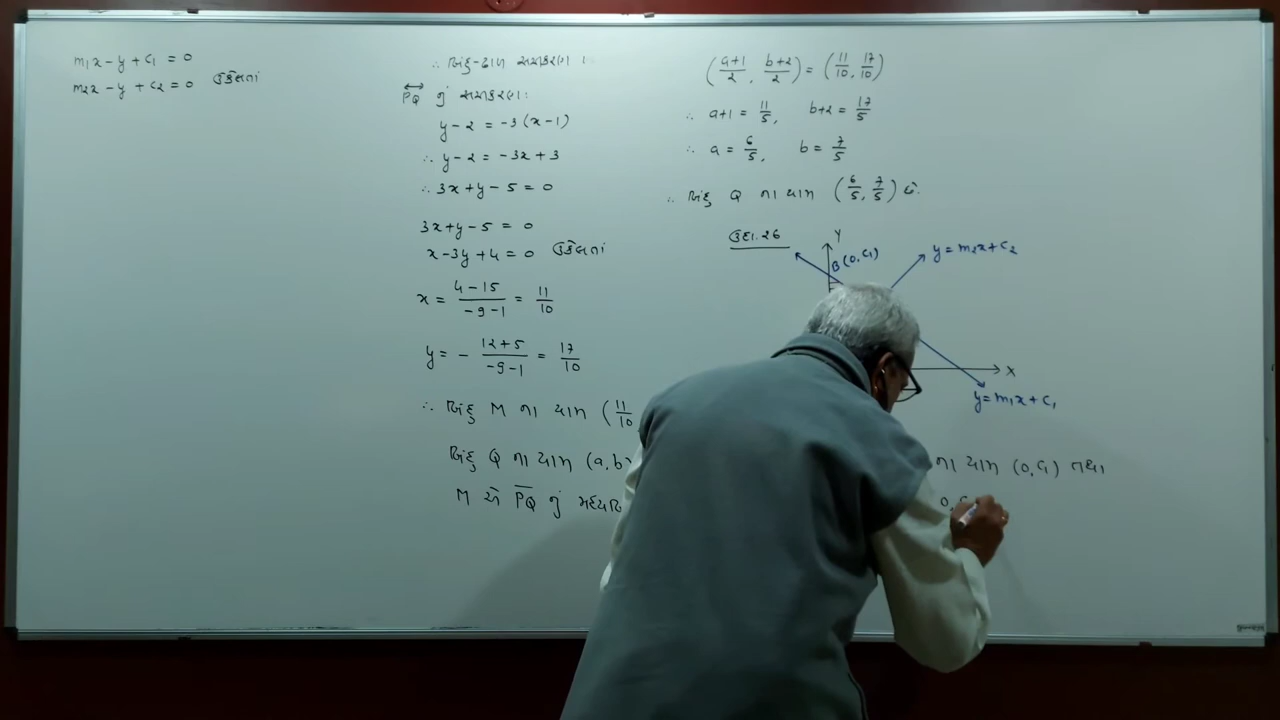 m₁x − y + c₁ = 0
m₂x − y + c₂ = 0 ઉકેલતાં
∴ બિંદુ-ઢાળ સમીકરણ :
PQ નું સમીકરણ:
y − 2 = −3(x−1)
∴ y − 2 = −3x + 3
∴ 3x + y − 5 = 0
3x + y − 5 = 0
x − 3y + 4 = 0 ઉકેલતાં
x = (4 − 15)/(−9 − 1) = 11/10
y = − (12 + 5)/(−9 − 1) = 17/10
∴ બિંદુ M ના યામ (11/10
બિંદુ Q ના યામ (a, b)
M એ PQ નું
((a+1)/2, (b+2)/2) = (11/10, 17/10)
∴ a+1 = 11/5, b+2 = 17/5
∴ a = 6/5, b = 7/5
∴ બિંદુ Q ના યામ (6/5, 7/5) છે.
ઉદા. 26
Y
B(0, c₁)
y = m₂x + c₂
X
y = m₁x + c₁
ના યામ (0, c₁) તથા
0, c